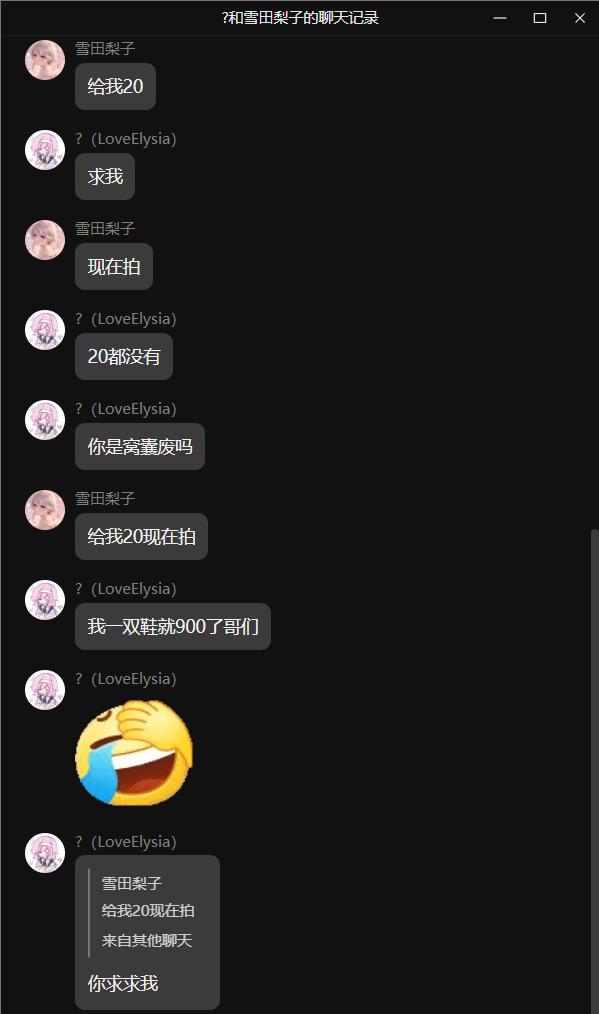 ?和雪田梨子的聊天记录
雪田梨子
给我20
?（LoveElysia）
求我
雪田梨子
现在拍
?（LoveElysia）
20都没有
?（LoveElysia）
你是窝囊废吗
雪田梨子
给我20现在拍
?（LoveElysia）
我一双鞋就900了哥们
?（LoveElysia）
?（LoveElysia）
雪田梨子
给我20现在拍
来自其他聊天
你求求我